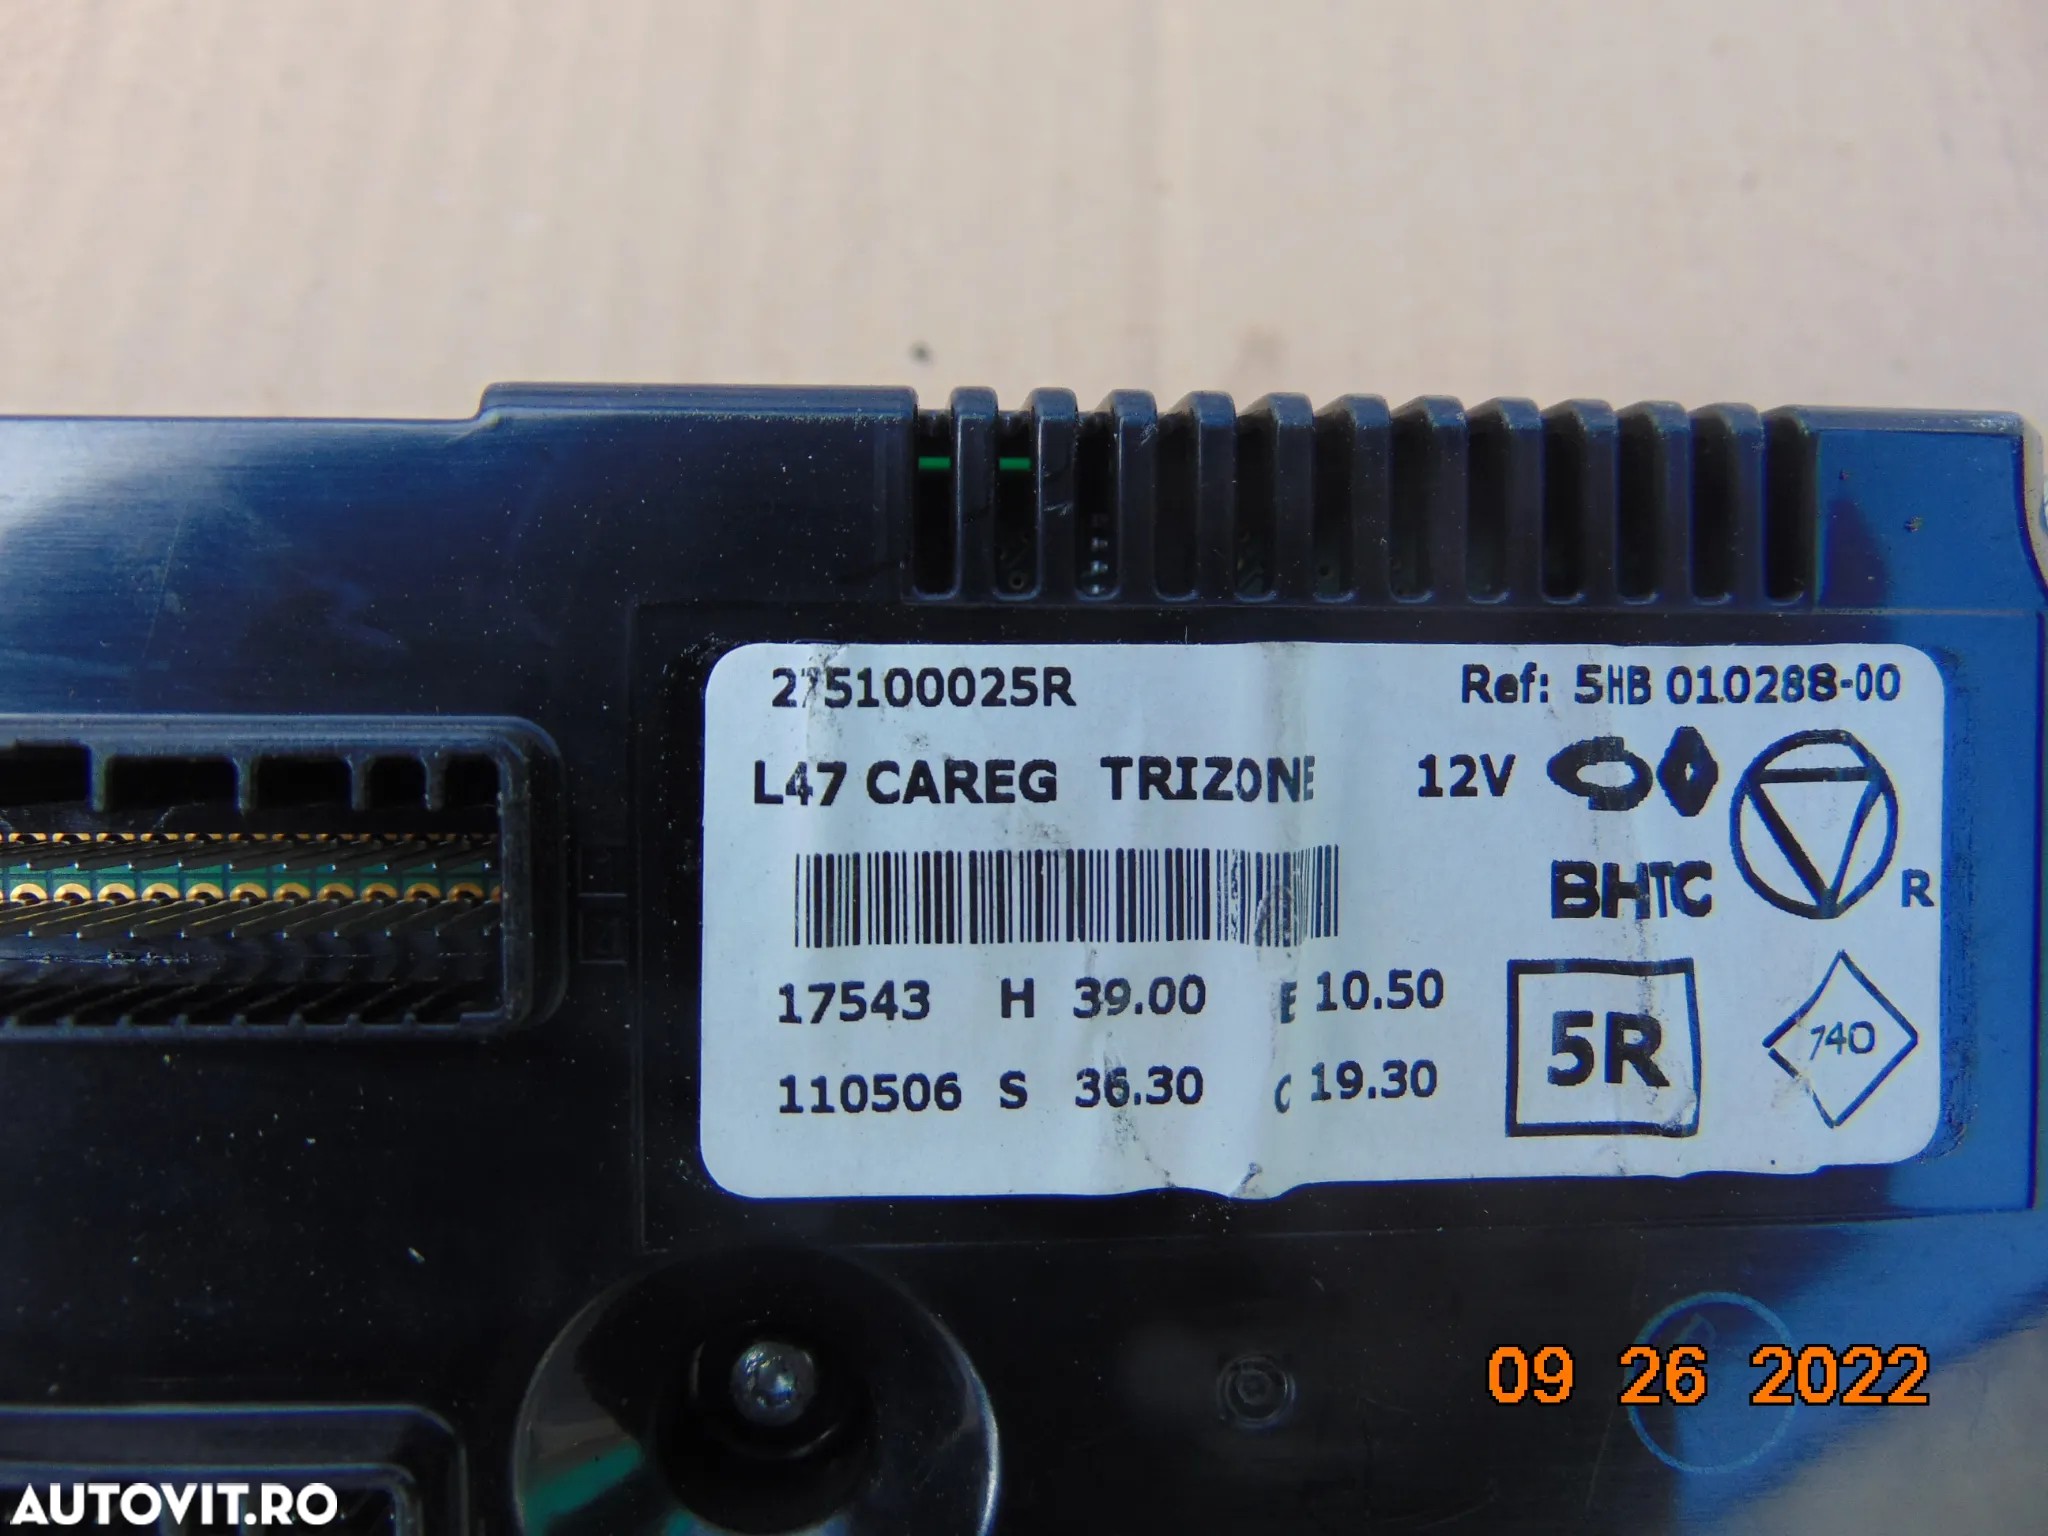 275100025R Ref: 5HB 010288-00
L47 CAREG TRIZONE 12V
BHTC
R
17543 H 39.00 E 10.50
5R
740
110506 S 36.30 C 19.30
09 26 2022
AUTOVIT.RO